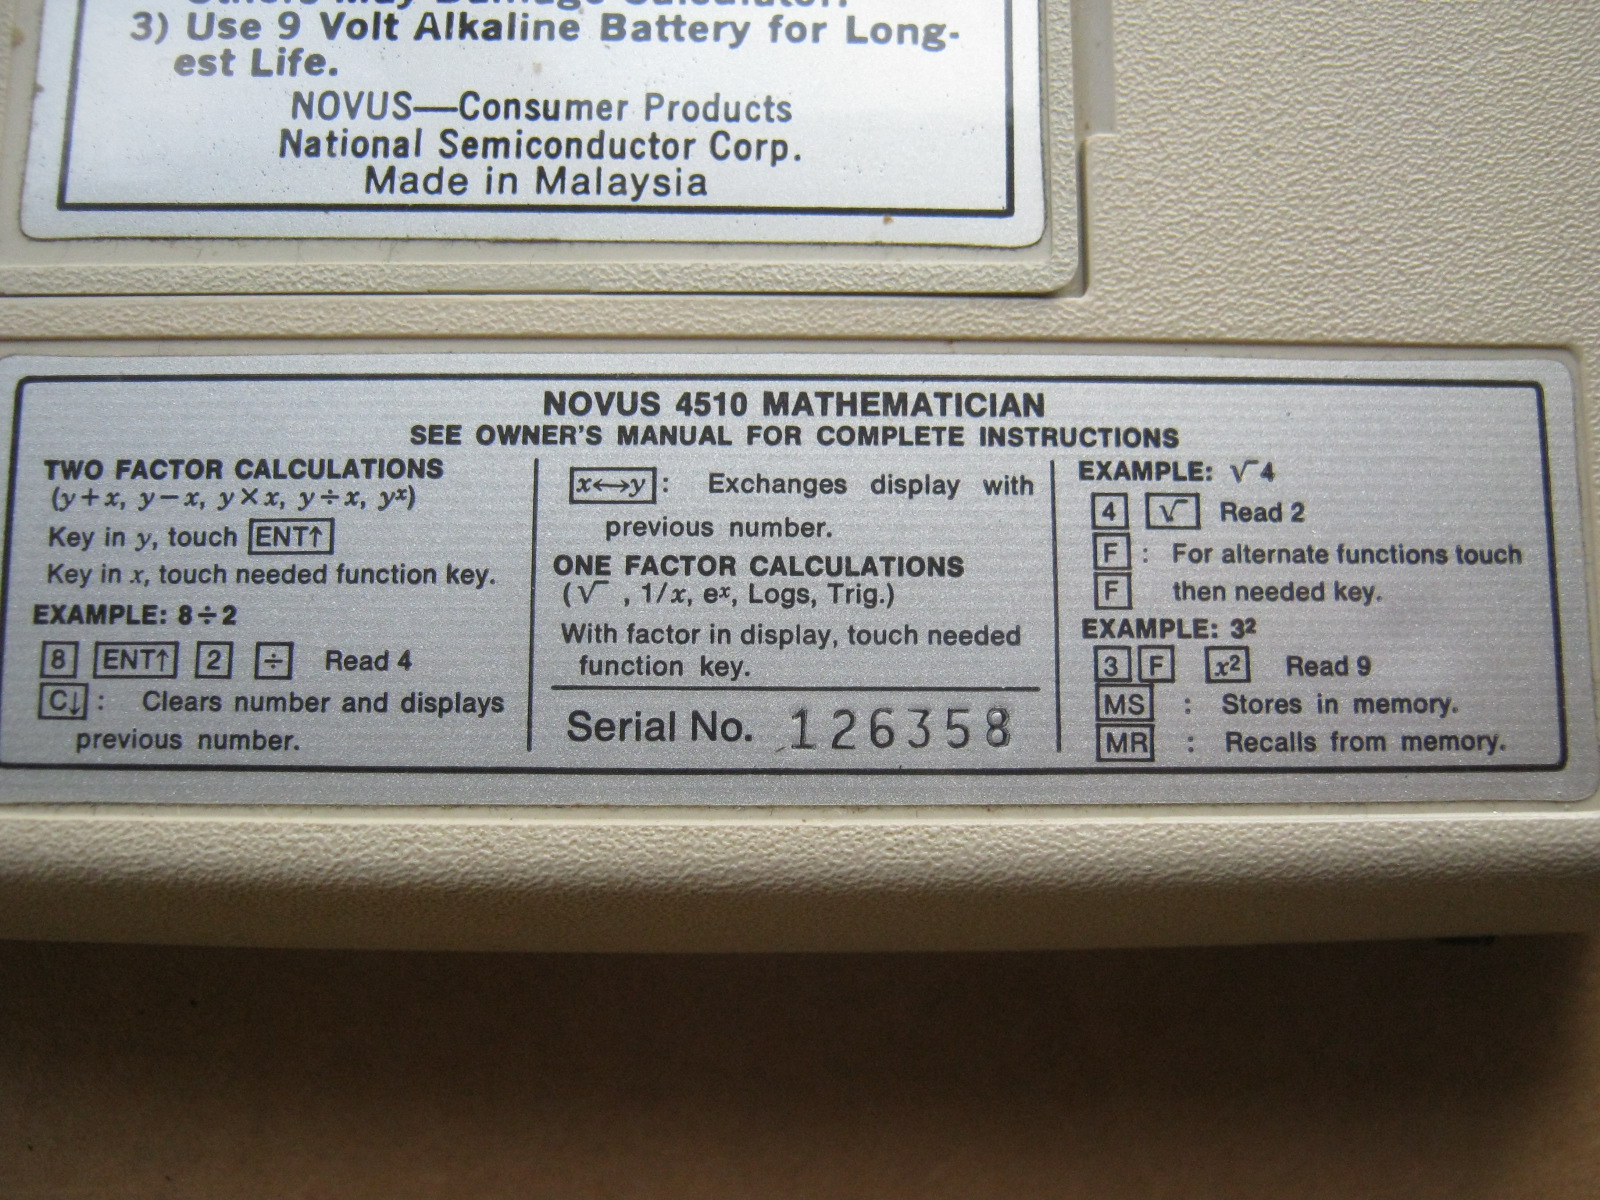 Others May Damage Calculator.
3) Use 9 Volt Alkaline Battery for Long-
est Life.
NOVUS—Consumer Products
National Semiconductor Corp.
Made in Malaysia
NOVUS 4510 MATHEMATICIAN
SEE OWNER'S MANUAL FOR COMPLETE INSTRUCTIONS
TWO FACTOR CALCULATIONS
(y+x, y−x, y×x, y÷x, yˣ)
Key in y, touch ENT↑
Key in x, touch needed function key.
EXAMPLE: 8÷2
8 ENT↑ 2 ÷ Read 4
C↓ : Clears number and displays
previous number.
x↔y : Exchanges display with
previous number.
ONE FACTOR CALCULATIONS
(√ , 1/x, eˣ, Logs, Trig.)
With factor in display, touch needed
function key.
Serial No. 126358
EXAMPLE: √4
4 √ Read 2
F : For alternate functions touch
F then needed key.
EXAMPLE: 3²
3 F x² Read 9
MS : Stores in memory.
MR : Recalls from memory.